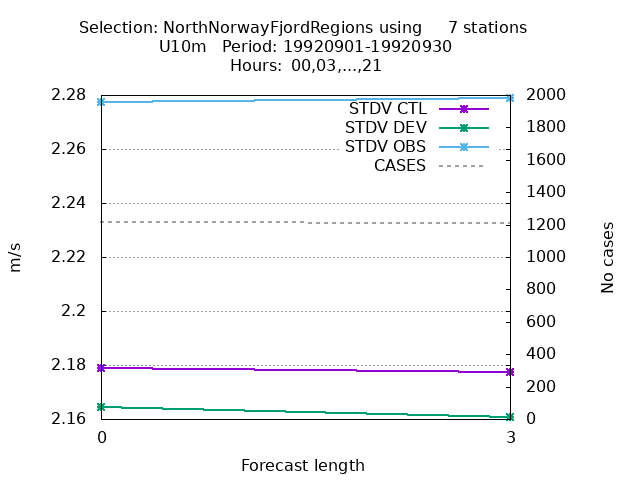 Selection: NorthNorwayFjordRegions using     7 stations
U10m   Period: 19920901-19920930
Hours:  00,03,...,21
2.28
2.26
2.24
2.22
2.2
2.18
2.16
2000
1800
1600
1400
1200
1000
800
600
400
200
0
STDV CTL
STDV DEV
STDV OBS
CASES
m/s
No cases
0
3
Forecast length